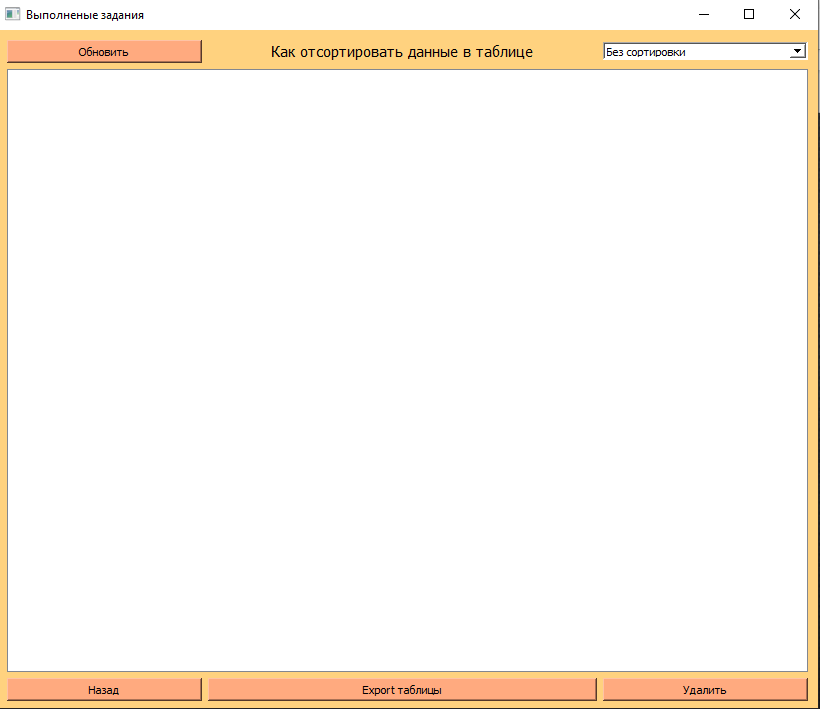 Выполненые задания
Обновить
Как отсортировать данные в таблице
Без сортировки
Назад
Export таблицы
Удалить